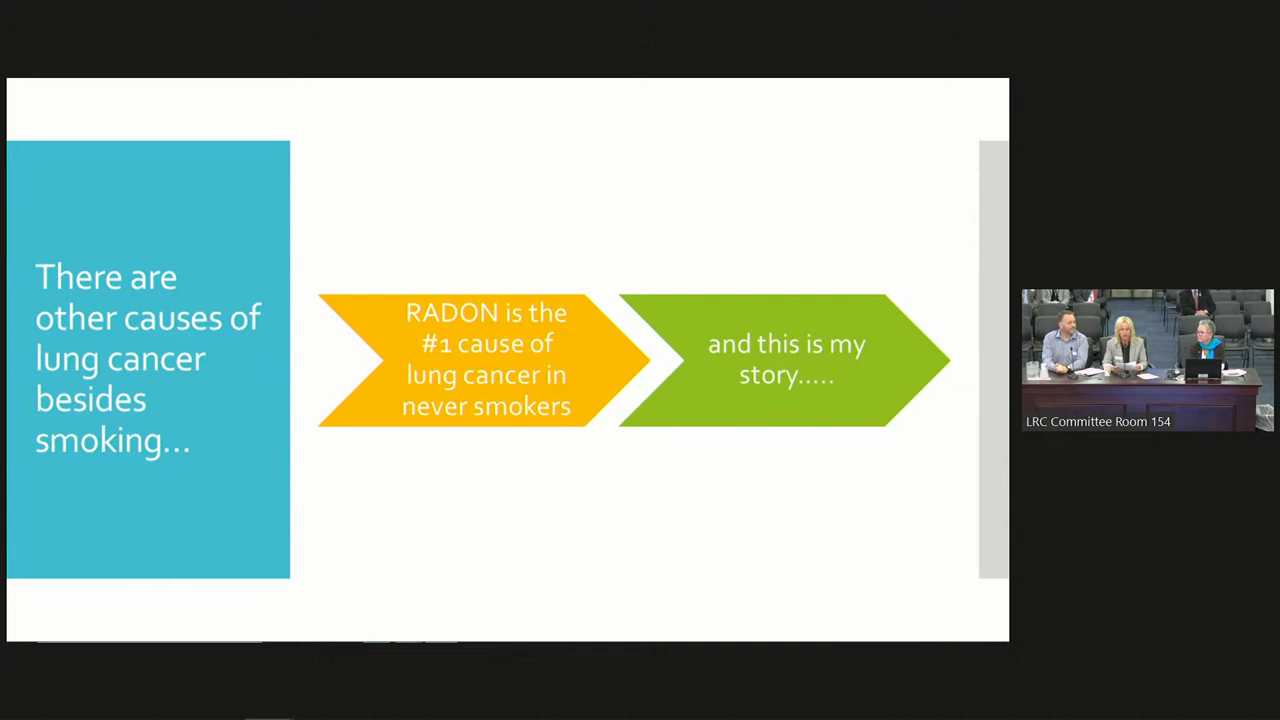 There are
other causes of
lung cancer
besides
smoking...
RADON is the
#1 cause of
lung cancer in
never smokers
and this is my
story.....
LRC Committee Room 154